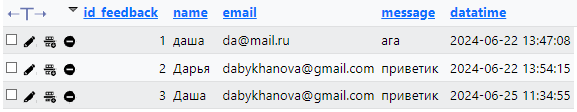 id_feedback name email message datatime
1 даша da@mail.ru ага 2024-06-22 13:47:08
2 Дарья dabykhanova@gmail.com приветик 2024-06-22 13:54:15
3 Даша dabykhanova@gmail.com приветик 2024-06-25 11:34:55